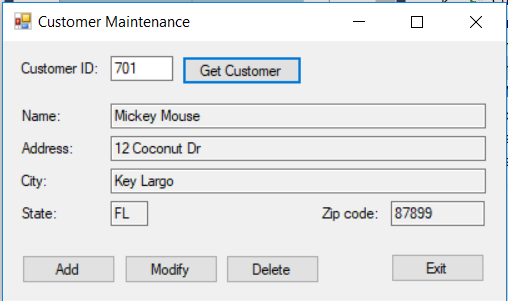 Customer Maintenance
Customer ID: 701 Get Customer
Name: Mickey Mouse
Address: 12 Coconut Dr
City: Key Largo
State: FL Zip code: 87899
Add Modify Delete Exit